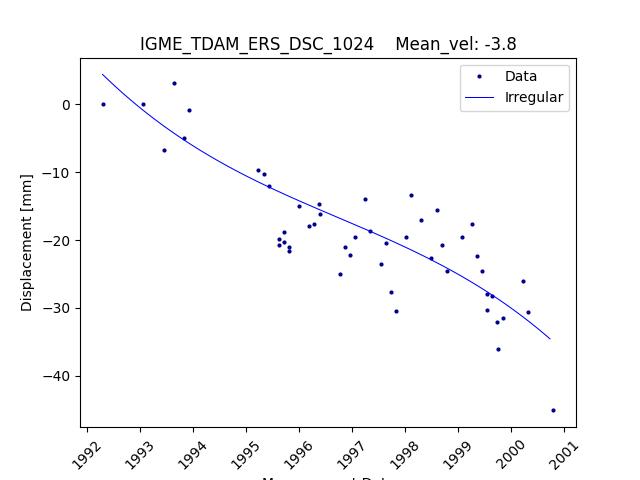 IGME_TDAM_ERS_DSC_1024 Mean_vel: -3.8
Data
Irregular
Displacement [mm]
0
−10
−20
−30
−40
1992 1993 1994 1995 1996 1997 1998 1999 2000 2001